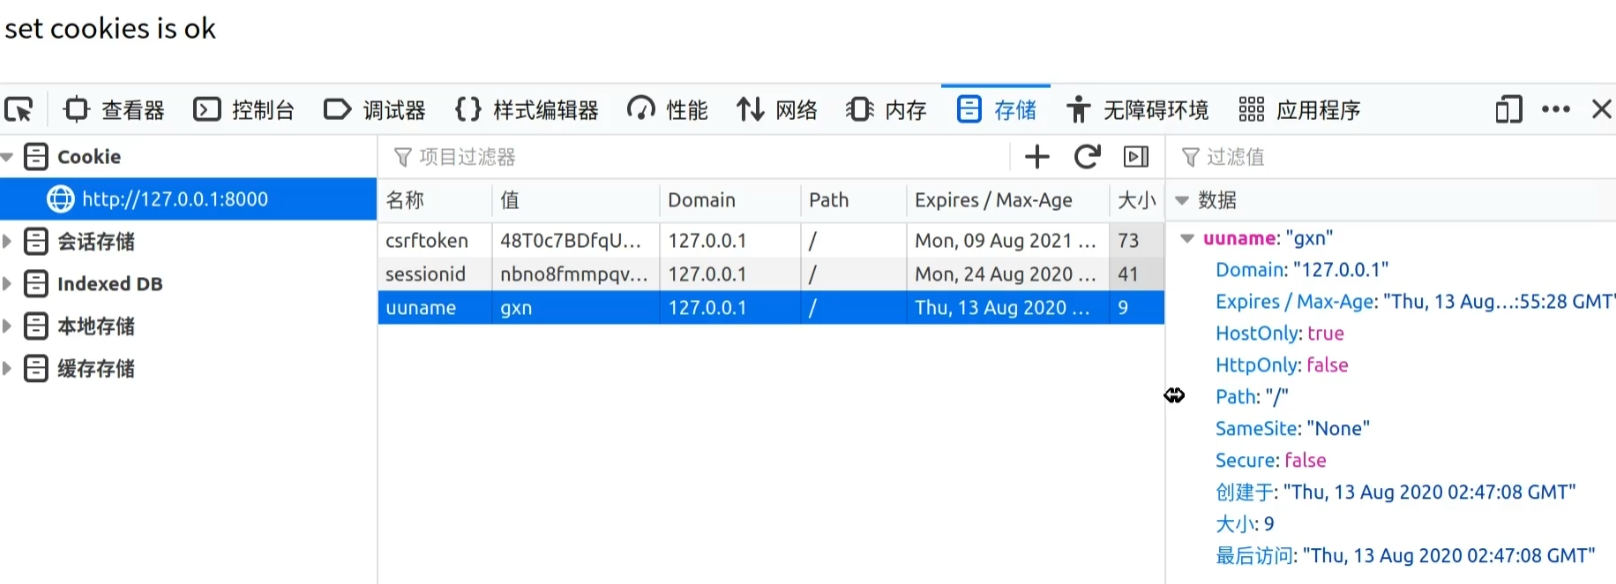 set cookies is ok
查看器 控制台 调试器 {} 样式编辑器 性能 网络 内存 存储 无障碍环境 应用程序
Cookie 项目过滤器 过滤值
http://127.0.0.1:8000 名称 值 Domain Path Expires / Max-Age 大小 数据
会话存储 csrftoken 48T0c7BDfqU... 127.0.0.1 / Mon, 09 Aug 2021 ... 73 uuname: "gxn"
Indexed DB sessionid nbno8fmmpqv... 127.0.0.1 / Mon, 24 Aug 2020 ... 41 Domain: "127.0.0.1"
本地存储 uuname gxn 127.0.0.1 / Thu, 13 Aug 2020 ... 9 Expires / Max-Age: "Thu, 13 Aug...:55:28 GMT"
缓存存储 HostOnly: true
HttpOnly: false
Path: "/"
SameSite: "None"
Secure: false
创建于: "Thu, 13 Aug 2020 02:47:08 GMT"
大小: 9
最后访问: "Thu, 13 Aug 2020 02:47:08 GMT"